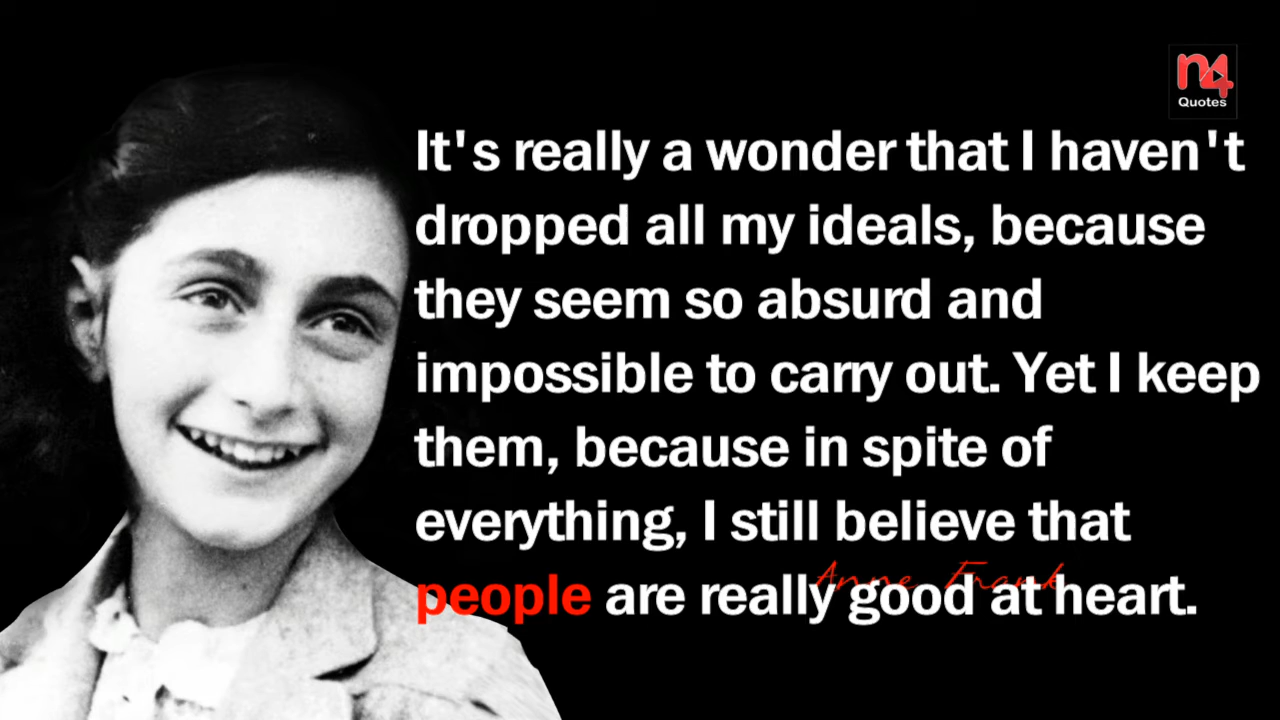 n4
Quotes
It's really a wonder that I haven't
dropped all my ideals, because
they seem so absurd and
impossible to carry out. Yet I keep
them, because in spite of
everything, I still believe that
Anne Frank
people are really good at heart.